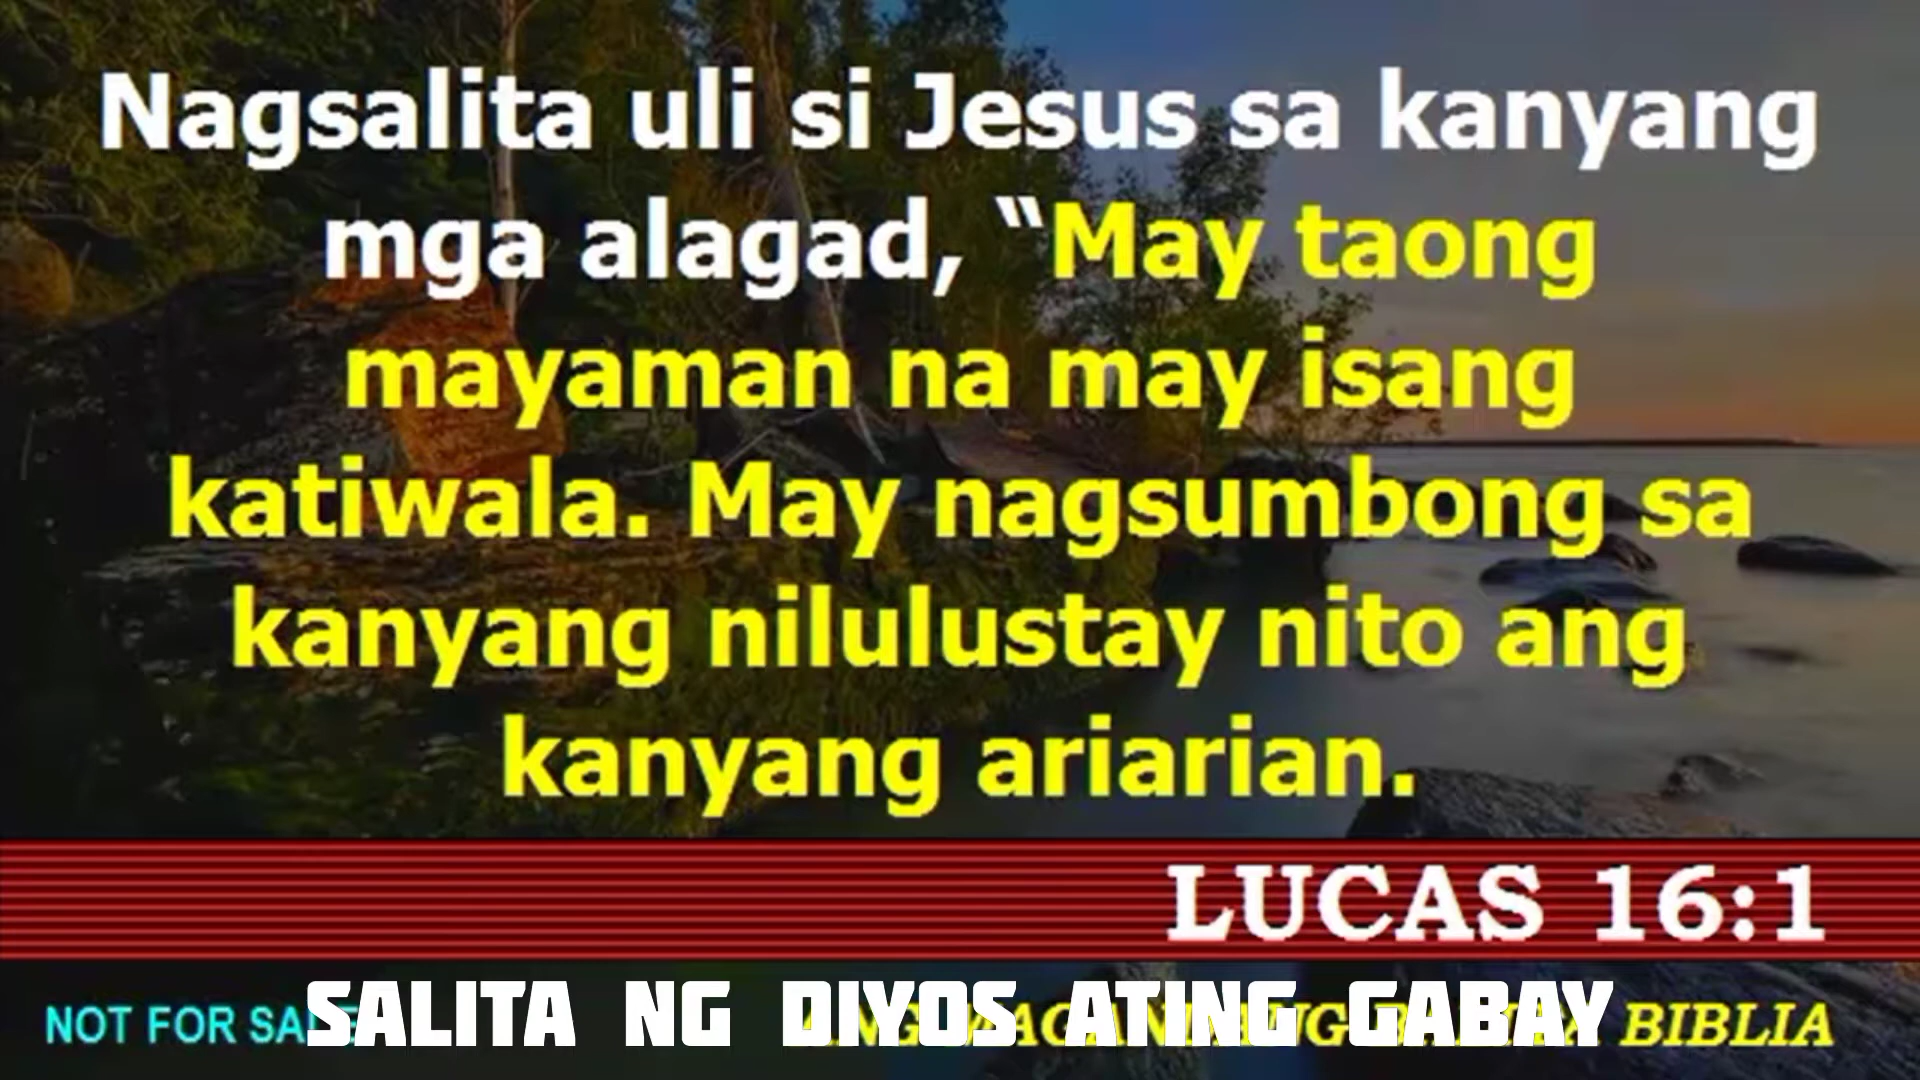 Nagsalita uli si Jesus sa kanyang
mga alagad, “May taong
mayaman na may isang
katiwala. May nagsumbong sa
kanyang nilulustay nito ang
kanyang ariarian.
LUCAS 16:1
SALITA NG DIYOS ATING GABAY
NOT FOR SALE
BIBLIA